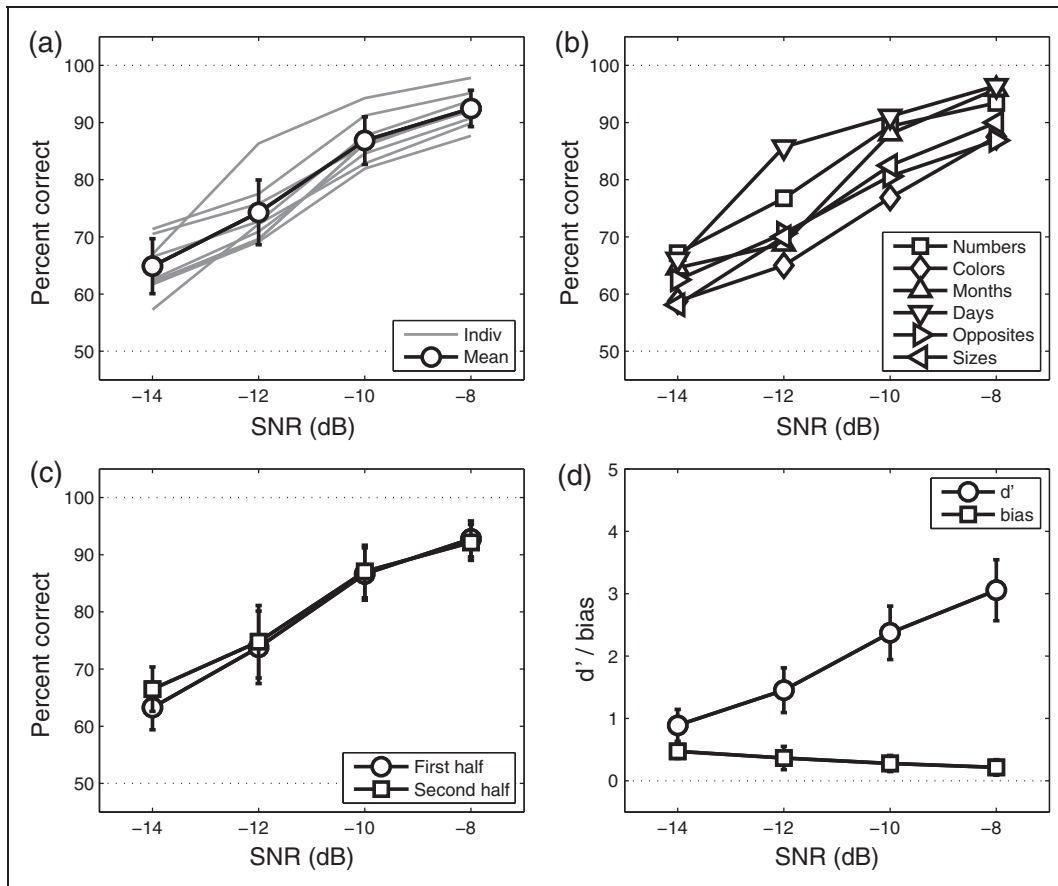 (a)
100
90
80
70
60
50
Percent correct
−14
−12
−10
−8
SNR (dB)
Indiv
Mean
(b)
100
90
80
70
60
50
Percent correct
−14
−12
−10
−8
SNR (dB)
Numbers
Colors
Months
Days
Opposites
Sizes
(c)
100
90
80
70
60
50
Percent correct
−14
−12
−10
−8
SNR (dB)
First half
Second half
(d)
5
4
3
2
1
0
d' / bias
−14
−12
−10
−8
SNR (dB)
d'
bias